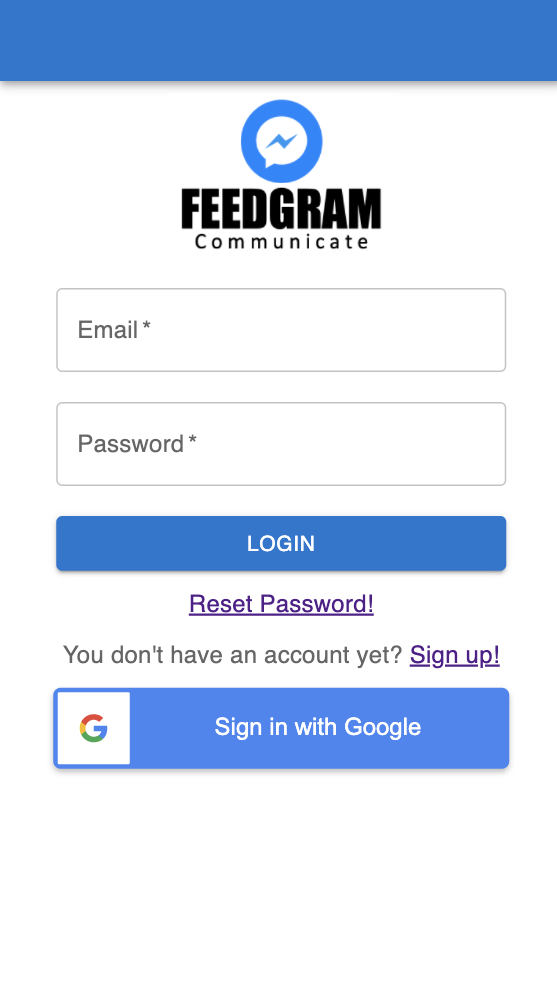 FEEDGRAM
Communicate
Email *
Password *
LOGIN
Reset Password!
You don't have an account yet? Sign up!
Sign in with Google